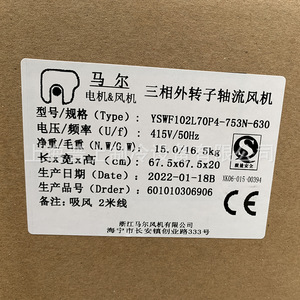 马尔
电机&风机
三相外转子轴流风机
型号/规格 (Type): YSWF102L70P4-753N-630
电压/频率 (U/f): 415V/50Hz
净重/毛重 (N.W/G.W): 15.0/16.5kg
长x宽x高 (cm): 67.5x67.5x20
生产日期 (Date): 2022-01-18B
生产品号 (Drder): 601010306906
备注: 吸风 2米线
XK06-015-00394
浙江马尔风机有限公司
海宁市长安镇创业路333号